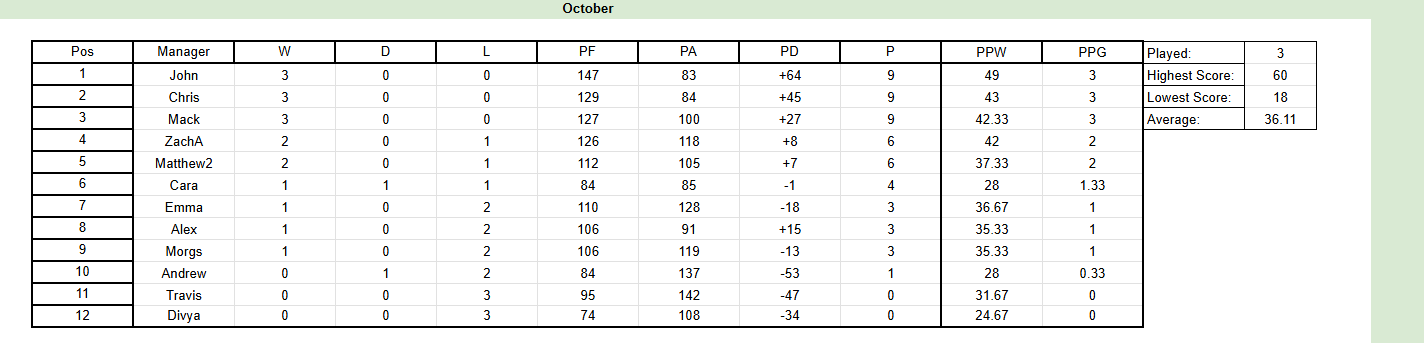 October
Pos Manager W D L PF PA PD P PPW PPG Played: 3
1 John 3 0 0 147 83 +64 9 49 3 Highest Score: 60
2 Chris 3 0 0 129 84 +45 9 43 3 Lowest Score: 18
3 Mack 3 0 0 127 100 +27 9 42.33 3 Average: 36.11
4 ZachA 2 0 1 126 118 +8 6 42 2
5 Matthew2 2 0 1 112 105 +7 6 37.33 2
6 Cara 1 1 1 84 85 -1 4 28 1.33
7 Emma 1 0 2 110 128 -18 3 36.67 1
8 Alex 1 0 2 106 91 +15 3 35.33 1
9 Morgs 1 0 2 106 119 -13 3 35.33 1
10 Andrew 0 1 2 84 137 -53 1 28 0.33
11 Travis 0 0 3 95 142 -47 0 31.67 0
12 Divya 0 0 3 74 108 -34 0 24.67 0